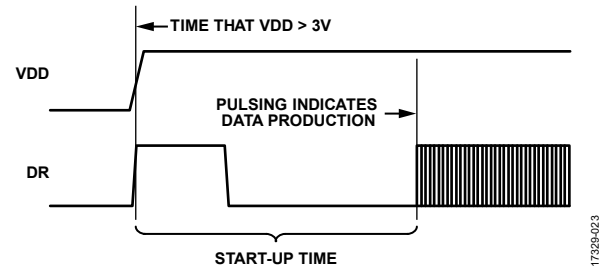 TIME THAT VDD > 3V
VDD
PULSING INDICATES
DATA PRODUCTION
DR
START-UP TIME
17329-023